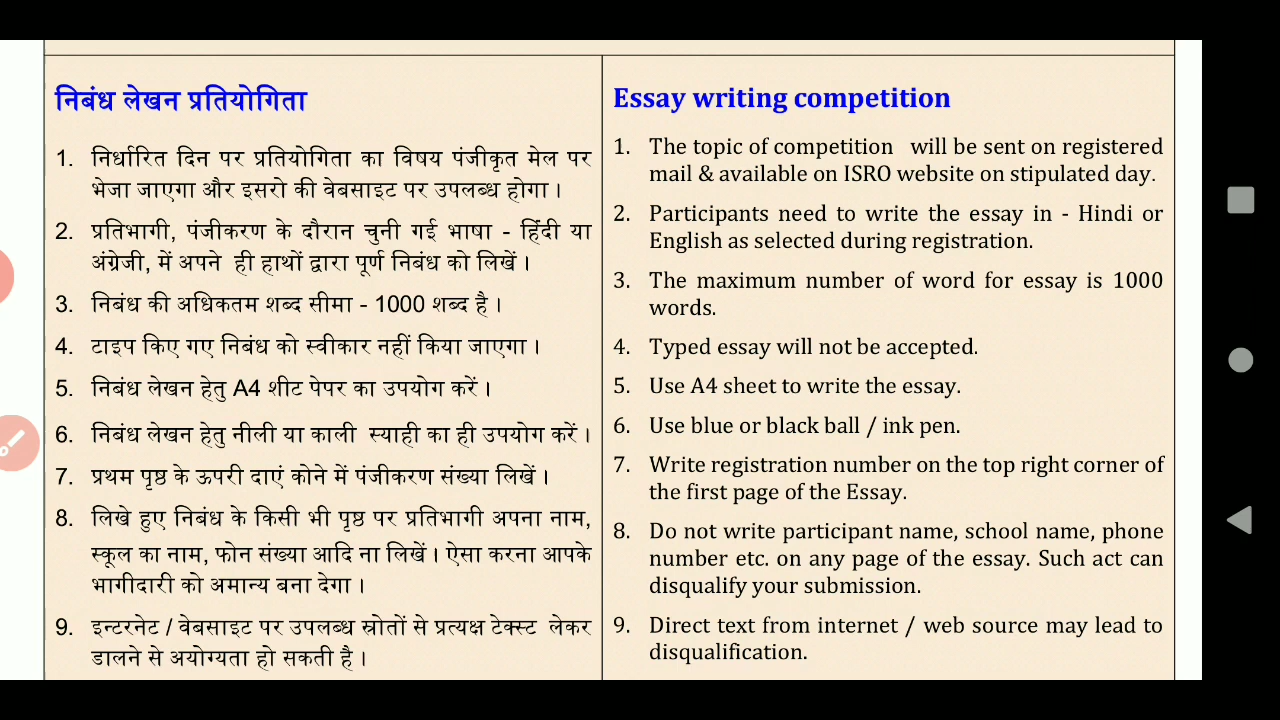 निबंध लेखन प्रतियोगिता
1. निर्धारित दिन पर प्रतियोगिता का विषय पंजीकृत मेल पर
भेजा जाएगा और इसरो की वेबसाइट पर उपलब्ध होगा ।
2. प्रतिभागी, पंजीकरण के दौरान चुनी गई भाषा - हिंदी या
अंग्रेजी, में अपने ही हाथों द्वारा पूर्ण निबंध को लिखें ।
3. निबंध की अधिकतम शब्द सीमा - 1000 शब्द है ।
4. टाइप किए गए निबंध को स्वीकार नहीं किया जाएगा ।
5. निबंध लेखन हेतु A4 शीट पेपर का उपयोग करें ।
6. निबंध लेखन हेतु नीली या काली स्याही का ही उपयोग करें ।
7. प्रथम पृष्ठ के ऊपरी दाएं कोने में पंजीकरण संख्या लिखें ।
8. लिखे हुए निबंध के किसी भी पृष्ठ पर प्रतिभागी अपना नाम,
स्कूल का नाम, फोन संख्या आदि ना लिखें । ऐसा करना आपके
भागीदारी को अमान्य बना देगा ।
9. इन्टरनेट / वेबसाइट पर उपलब्ध स्रोतों से प्रत्यक्ष टेक्स्ट लेकर
डालने से अयोग्यता हो सकती है ।
Essay writing competition
1. The topic of competition will be sent on registered
mail & available on ISRO website on stipulated day.
2. Participants need to write the essay in - Hindi or
English as selected during registration.
3. The maximum number of word for essay is 1000
words.
4. Typed essay will not be accepted.
5. Use A4 sheet to write the essay.
6. Use blue or black ball / ink pen.
7. Write registration number on the top right corner of
the first page of the Essay.
8. Do not write participant name, school name, phone
number etc. on any page of the essay. Such act can
disqualify your submission.
9. Direct text from internet / web source may lead to
disqualification.